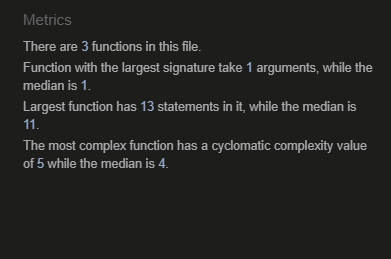 Metrics
There are 3 functions in this file.
Function with the largest signature take 1 arguments, while the
median is 1.
Largest function has 13 statements in it, while the median is
11.
The most complex function has a cyclomatic complexity value
of 5 while the median is 4.